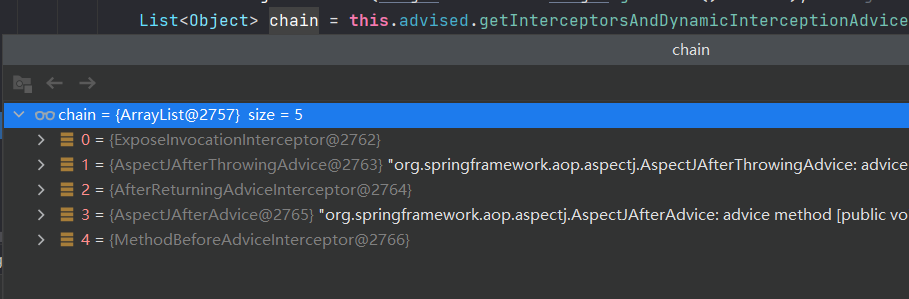 List<Object> chain = this.advised.getInterceptorsAndDynamicInterceptionAdvice
chain
chain = {ArrayList@2757} size = 5
0 = {ExposeInvocationInterceptor@2762}
1 = {AspectJAfterThrowingAdvice@2763} "org.springframework.aop.aspectj.AspectJAfterThrowingAdvice: advice
2 = {AfterReturningAdviceInterceptor@2764}
3 = {AspectJAfterAdvice@2765} "org.springframework.aop.aspectj.AspectJAfterAdvice: advice method [public vo
4 = {MethodBeforeAdviceInterceptor@2766}